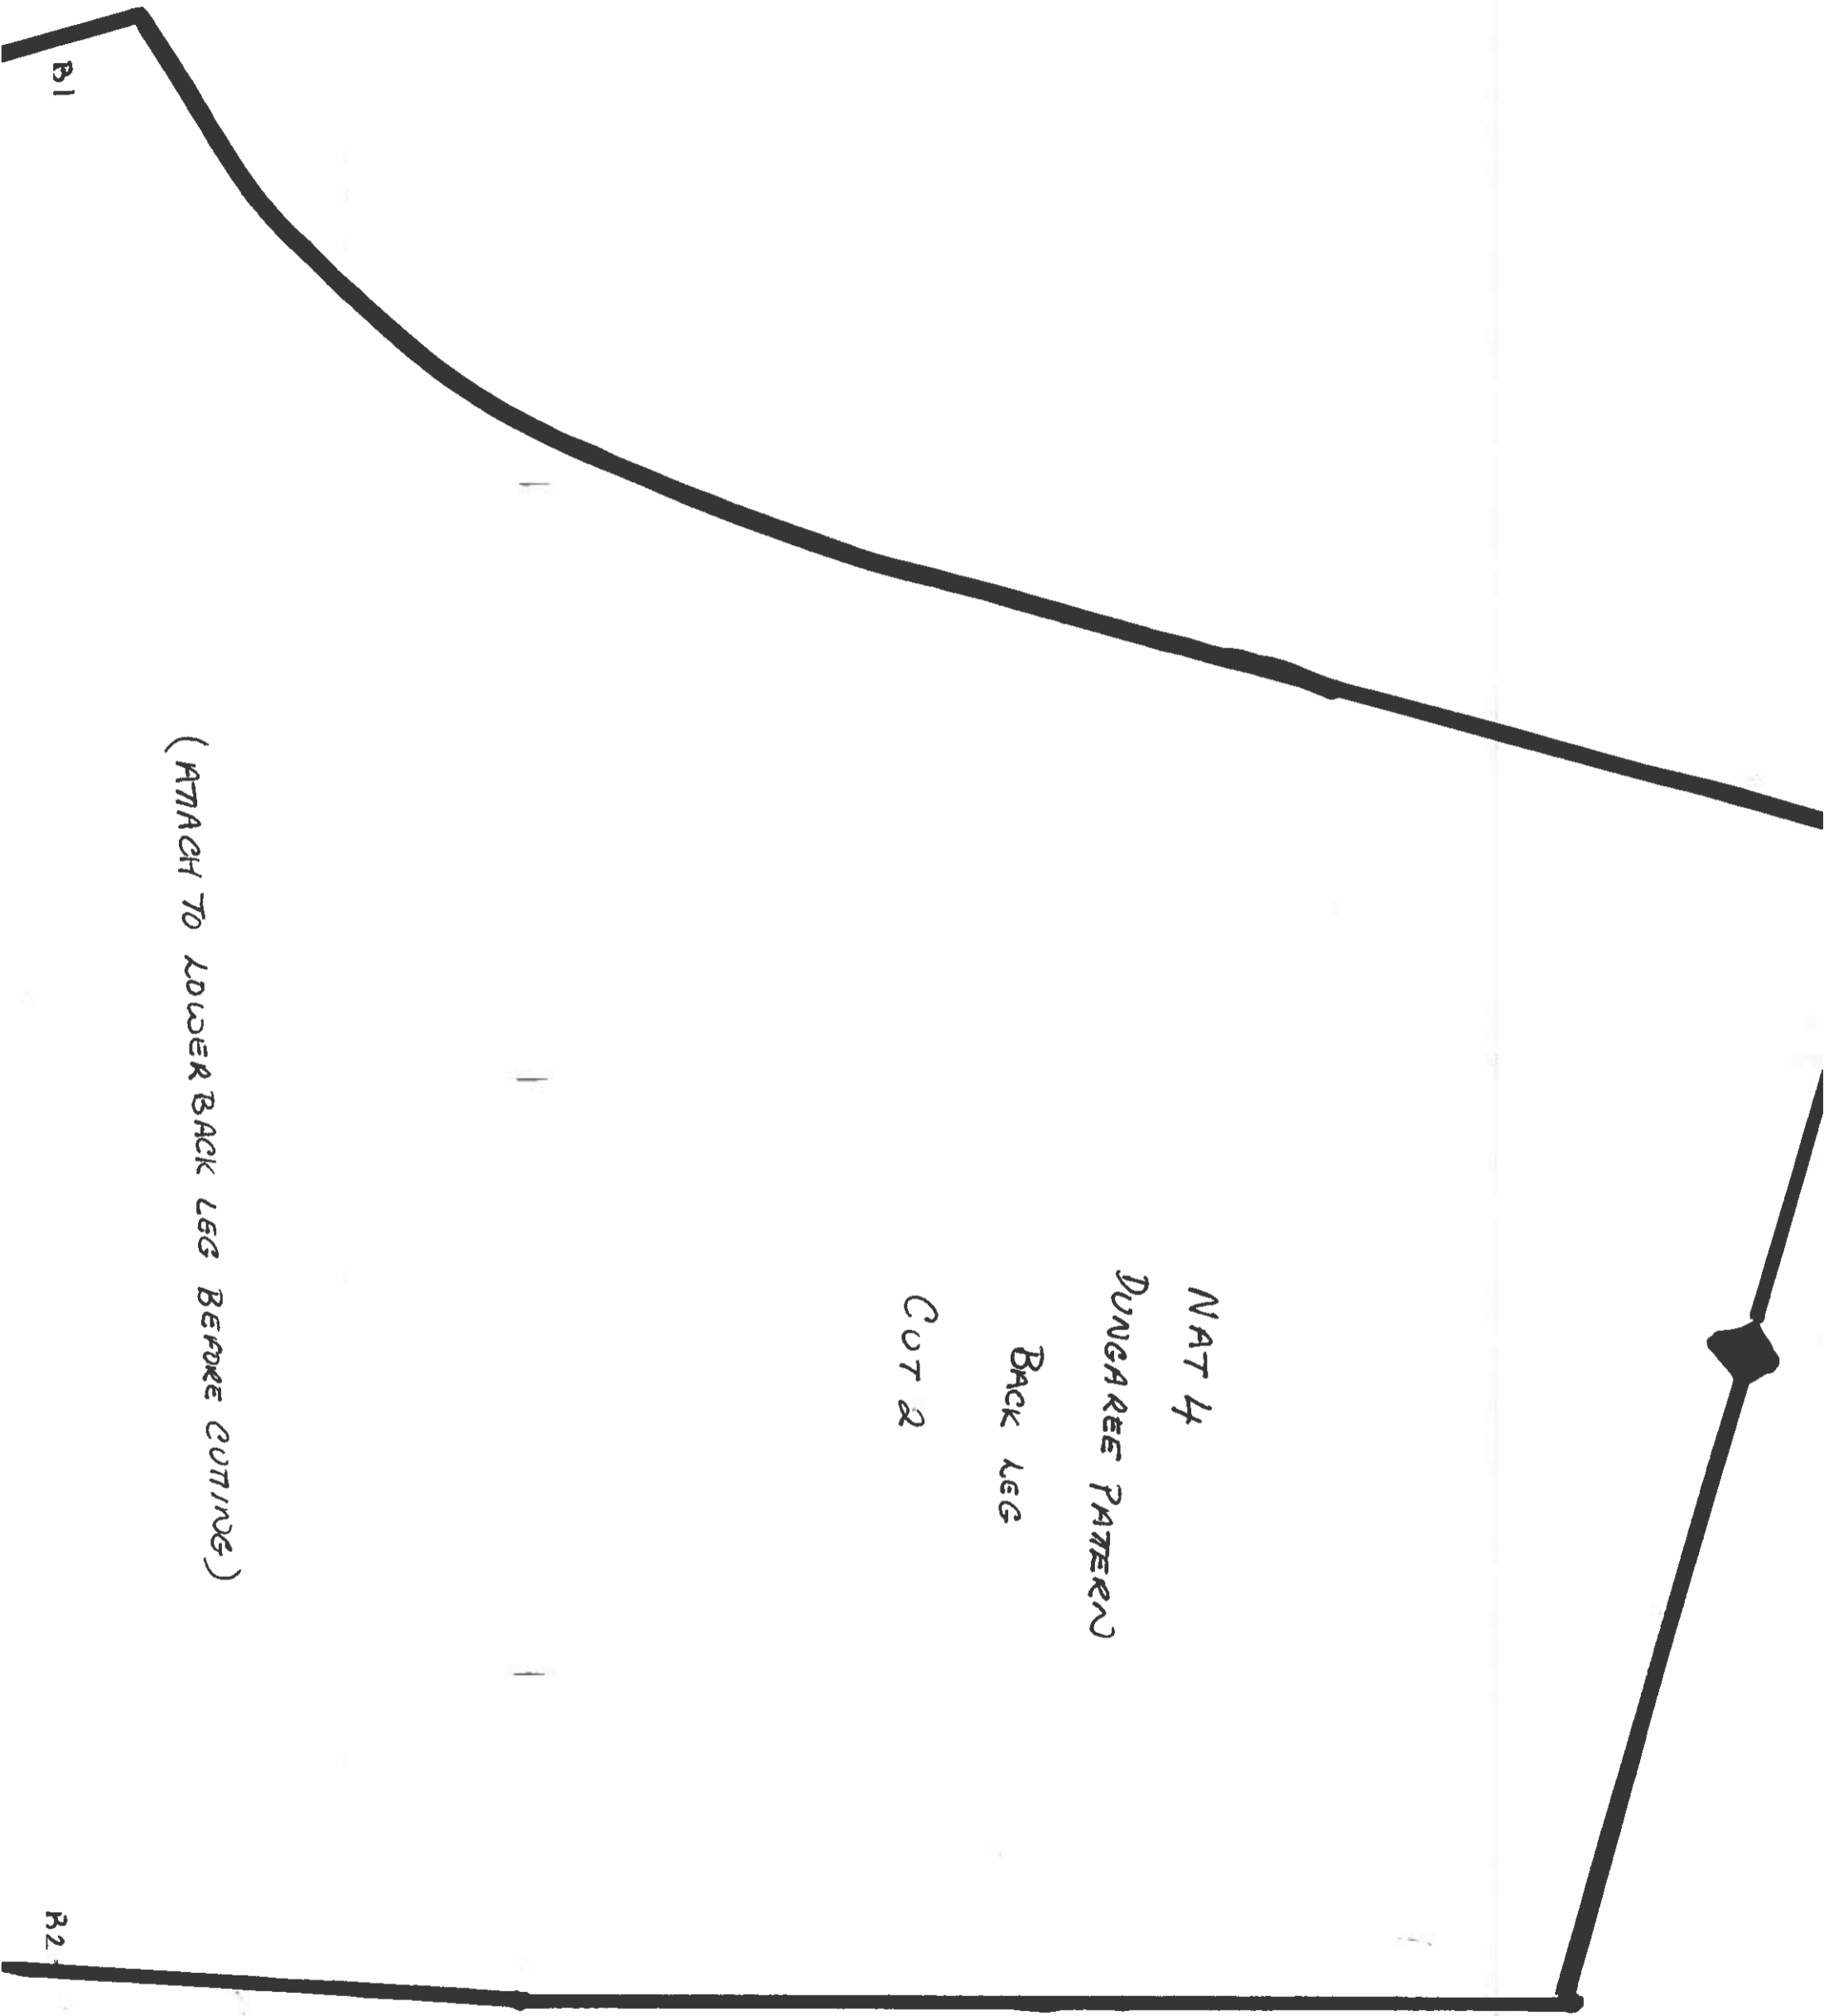 NAT 4
DUNGAREE PATTERN
BACK LEG
CUT 2
(ATTACH TO LOWER BACK LEG BEFORE CUTTING)
B1
B2